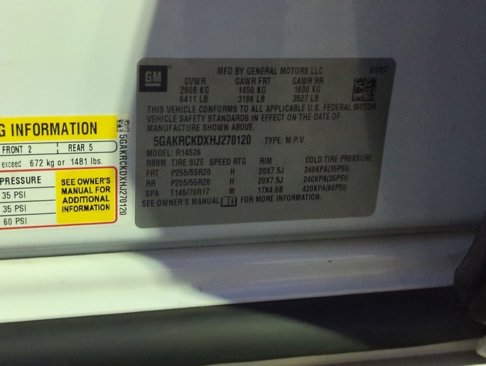 GM
MFD BY GENERAL MOTORS LLC 01/17
GVWR GAWR FRT GAWR RR
2908 KG 1450 KG 1600 KG
6411 LB 3196 LB 3527 LB
THIS VEHICLE CONFORMS TO ALL APPLICABLE U.S. FEDERAL MOTOR
VEHICLE SAFETY STANDARDS IN EFFECT ON THE DATE OF
MANUFACTURE SHOWN ABOVE.
5GAKRCKDXHJ270120 TYPE: M.P.V.
MODEL: R14526
TIRE SIZE SPEED RTG RIM COLD TIRE PRESSURE
FRT P255/55R20 H 20X7.5J 240KPA(35PSI)
RR P255/55R20 H 20X7.5J 240KPA(35PSI)
SPA T145/70R17 M 17X4.5B 420KPA(60PSI)
SEE OWNER'S MANUAL FOR MORE INFORMATION.
G INFORMATION
FRONT 2 REAR 5
exceed 672 kg or 1481 lbs.
PRESSURE
35 PSI
35 PSI
60 PSI
SEE OWNER'S
MANUAL FOR
ADDITIONAL
INFORMATION
5GAKRCKDXHJ270120